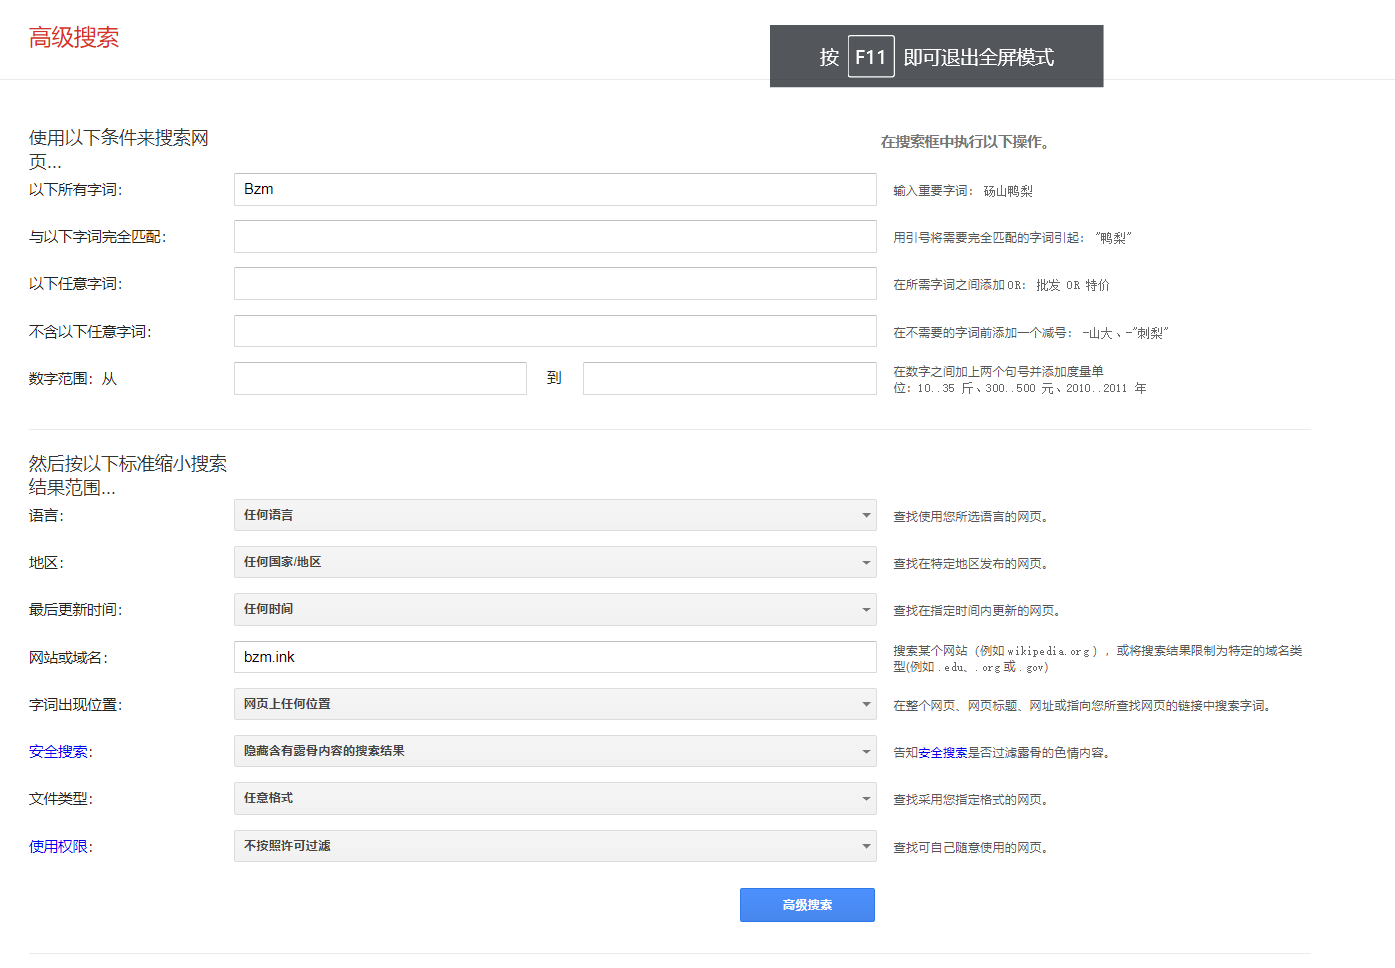 高级搜索
按 F11 即可退出全屏模式
使用以下条件来搜索网
页...
在搜索框中执行以下操作。
以下所有字词：
Bzm
输入重要字词： 砀山鸭梨
与以下字词完全匹配：
用引号将需要完全匹配的字词引起： "鸭梨"
以下任意字词：
在所需字词之间添加 OR： 批发 OR 特价
不含以下任意字词：
在不需要的字词前添加一个减号： -山大、-"刺梨"
数字范围：从
到
在数字之间加上两个句号并添加度量单
位：10..35 斤、300..500 元、2010..2011 年
然后按以下标准缩小搜索
结果范围...
语言：
任何语言
查找使用您所选语言的网页。
地区：
任何国家/地区
查找在特定地区发布的网页。
最后更新时间：
任何时间
查找在指定时间内更新的网页。
网站或域名：
bzm.ink
搜索某个网站（例如 wikipedia.org ），或将搜索结果限制为特定的域名类
型(例如 .edu、.org 或 .gov)
字词出现位置：
网页上任何位置
在整个网页、网页标题、网址或指向您所查找网页的链接中搜索字词。
安全搜索：
隐藏含有露骨内容的搜索结果
告知安全搜索是否过滤露骨的色情内容。
文件类型：
任意格式
查找采用您指定格式的网页。
使用权限：
不按照许可过滤
查找可自己随意使用的网页。
高级搜索